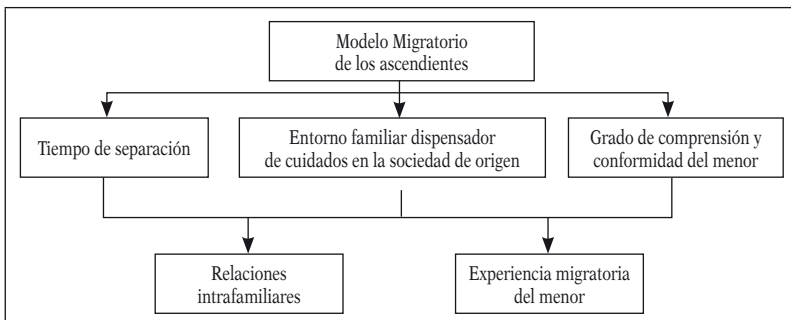 Modelo Migratorio
de los ascendientes
Tiempo de separación
Entorno familiar dispensador
de cuidados en la sociedad de origen
Grado de comprensión y
conformidad del menor
Relaciones
intrafamiliares
Experiencia migratoria
del menor